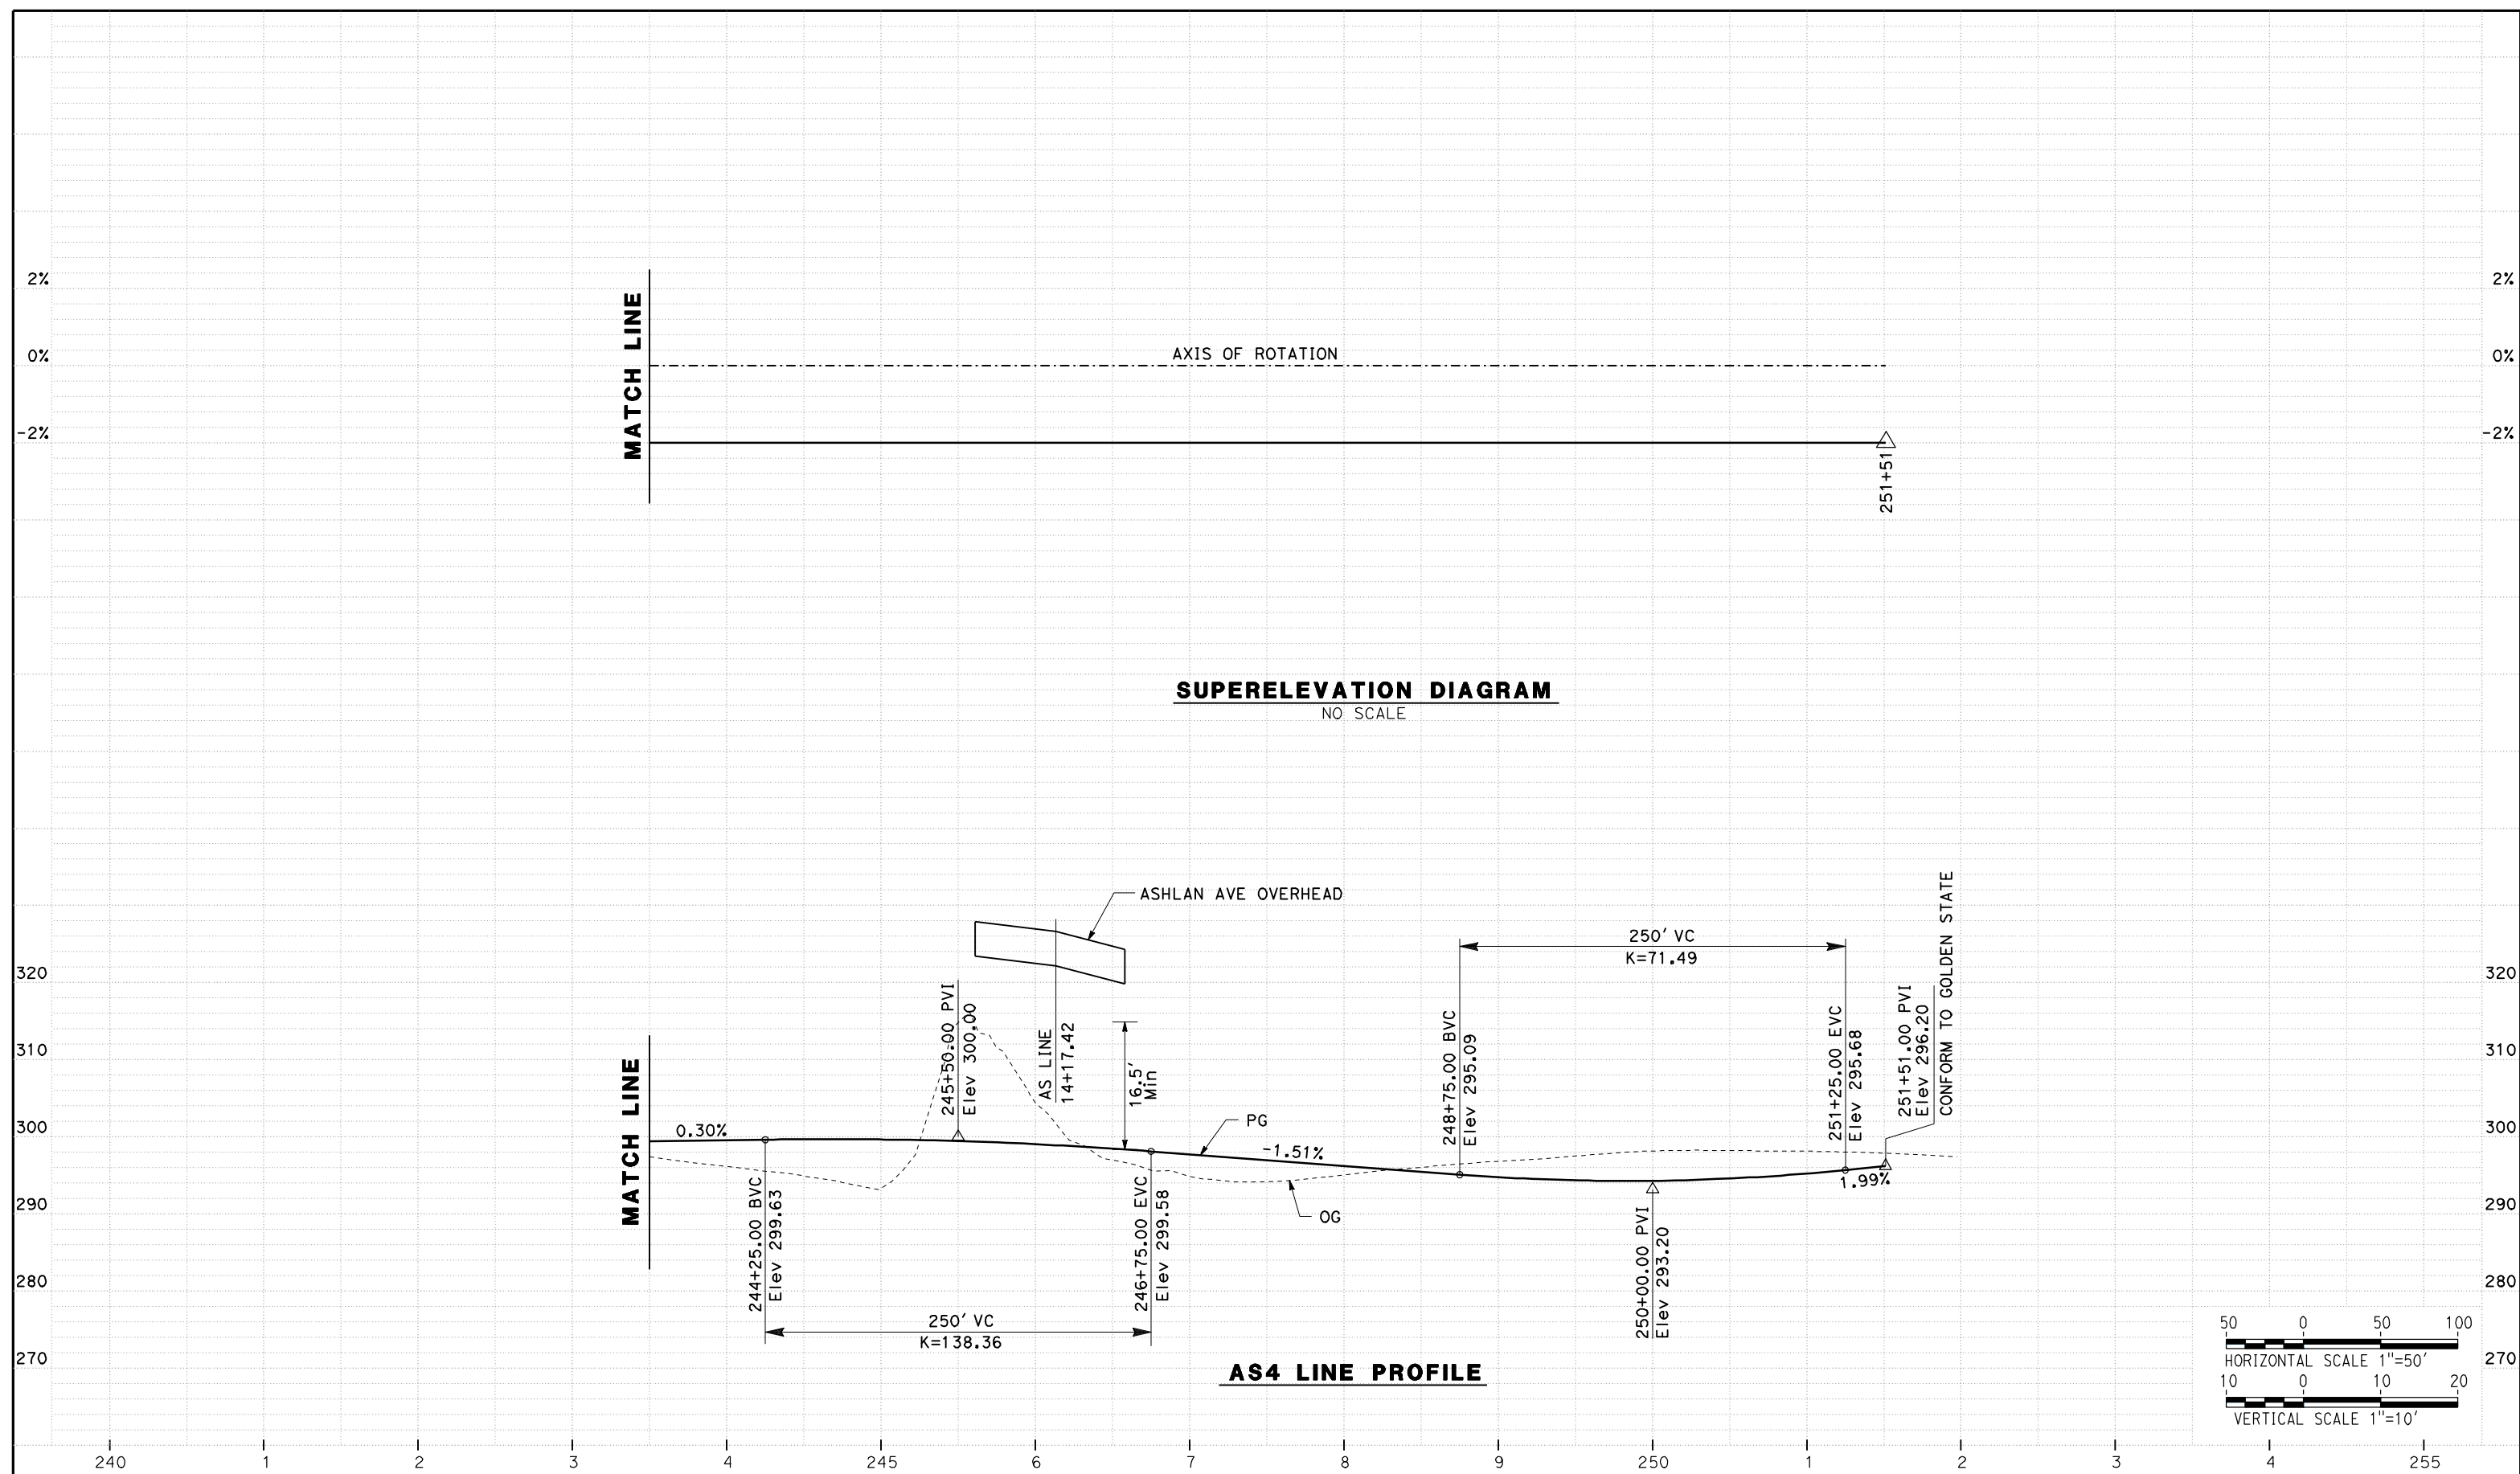 2%
2%
MATCH LINE
0%
AXIS OF ROTATION
0%
-2%
-2%
251+51
SUPERELEVATION DIAGRAM
NO SCALE
ASHLAN AVE OVERHEAD
250' VC
K=71.49
320
320
310
310
300
300
290
290
280
280
270
270
MATCH LINE
0.30%
244+25.00 BVC
Elev 299.63
245+50.00 PVI
Elev 300.00
AS LINE
14+17.42
16.5'
Min
246+75.00 EVC
Elev 299.58
PG
-1.51%
OG
248+75.00 BVC
Elev 295.09
250+00.00 PVI
Elev 293.20
251+25.00 EVC
Elev 295.68
1.99%
251+51.00 PVI
Elev 296.20
CONFORM TO GOLDEN STATE
250' VC
K=138.36
AS4 LINE PROFILE
50 0 50 100
HORIZONTAL SCALE 1"=50'
10 0 10 20
VERTICAL SCALE 1"=10'
240 1 2 3 4 245 6 7 8 9 250 1 2 3 4 255